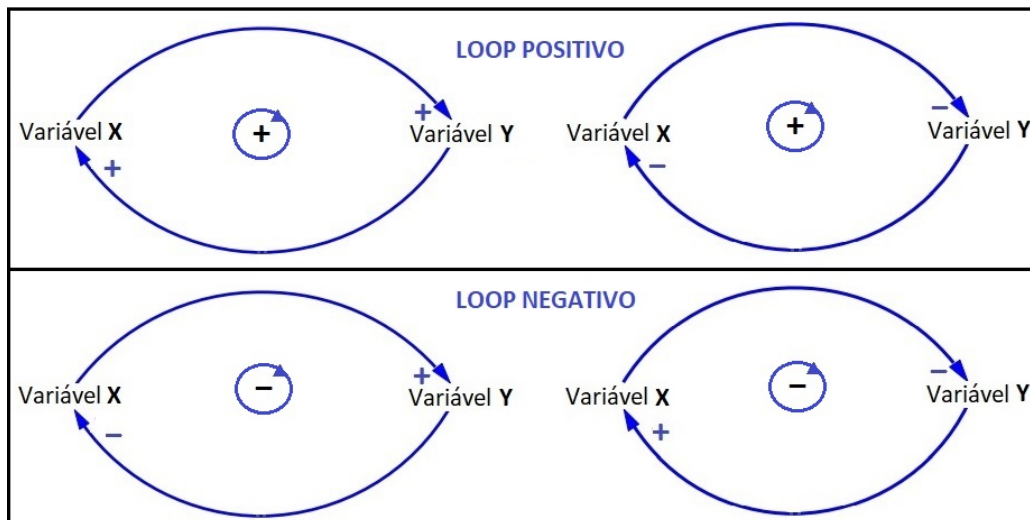 LOOP POSITIVO
+ −
Variável X + Variável Y Variável X + Variável Y
+ −
LOOP NEGATIVO
+ −
Variável X − Variável Y Variável X − Variável Y
− +